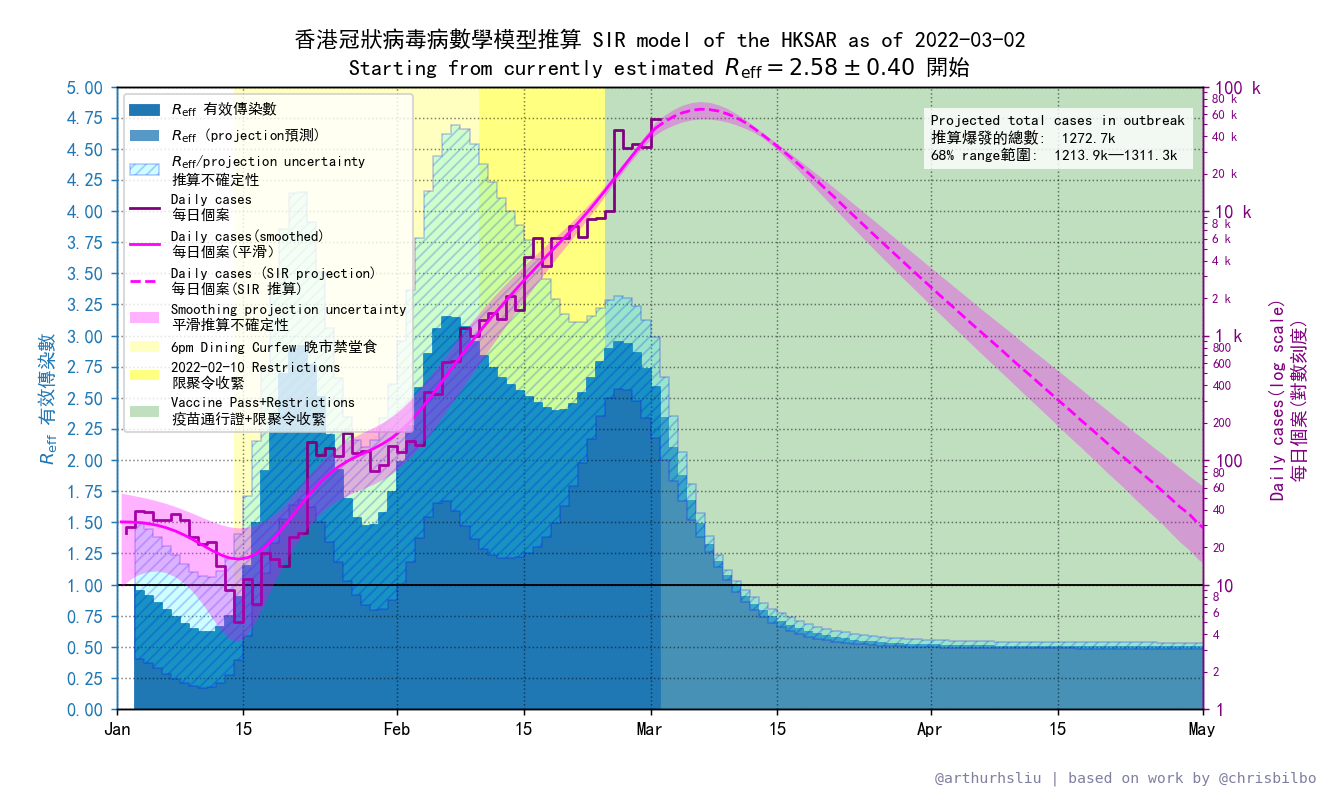 香港冠狀病毒病數學模型推算 SIR model of the HKSAR as of 2022-03-02
Starting from currently estimated Reff = 2.58 ± 0.40 開始
Reff 有效傳染數
Reff (projection預測)
Reff/projection uncertainty
推算不確定性
Daily cases
每日個案
Daily cases(smoothed)
每日個案(平滑)
Daily cases (SIR projection)
每日個案(SIR 推算)
Smoothing projection uncertainty
平滑推算不確定性
6pm Dining Curfew 晚市禁堂食
2022-02-10 Restrictions
限聚令收緊
Vaccine Pass+Restrictions
疫苗通行證+限聚令收緊
Projected total cases in outbreak
推算爆發的總數: 1272.7k
68% range範圍: 1213.9k—1311.3k
Reff 有效傳染數
5.00
4.75
4.50
4.25
4.00
3.75
3.50
3.25
3.00
2.75
2.50
2.25
2.00
1.75
1.50
1.25
1.00
0.75
0.50
0.25
0.00
Jan
15
Feb
15
Mar
15
Apr
15
May
100 k
80 k
60 k
40 k
20 k
10 k
8 k
6 k
4 k
2 k
1 k
800
600
400
200
100
80
60
40
20
10
8
6
4
2
1
Daily cases(log scale)
每日個案(對數刻度)
@arthurhsliu | based on work by @chrisbilbo